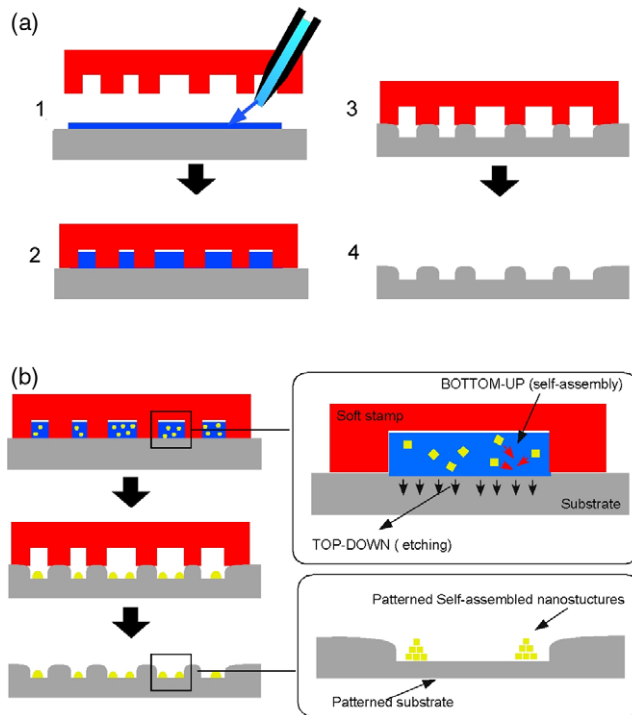 (a)
1
2
3
4
(b)
BOTTOM-UP (self-assembly)
Soft stamp
Substrate
TOP-DOWN ( etching)
Patterned Self-assembled nanostuctures
Patterned substrate